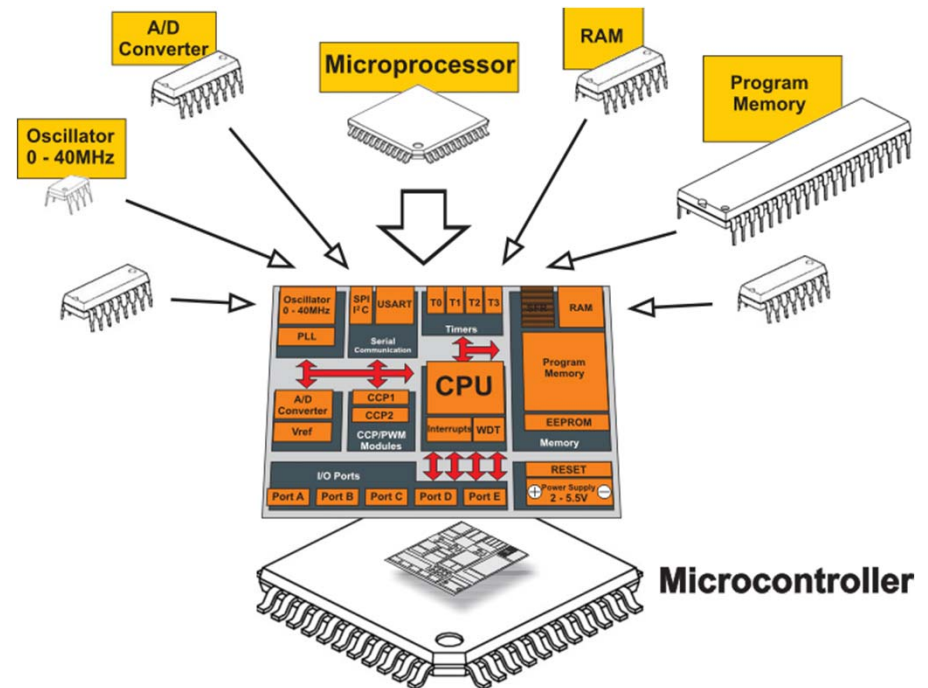 A/D
Converter
Microprocessor
RAM
Program
Memory
Oscillator
0 - 40MHz
Oscillator
0 - 40MHz
PLL
SPI
I²C
USART
Serial
Communication
T0 T1 T2 T3
Timers
SFR
RAM
Program
Memory
EEPROM
Memory
A/D
Converter
Vref
CCP1
CCP2
CCP/PWM
Modules
CPU
Interrupts WDT
I/O Ports
Port A Port B Port C Port D Port E
RESET
+ Power Supply -
2 - 5.5V
Microcontroller